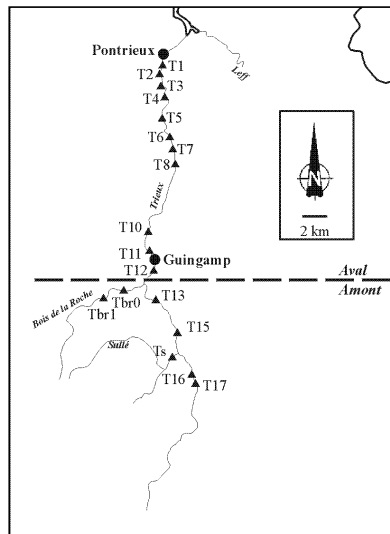 Pontrieux
Leff
T1
T2
T3
T4
T5
T6
T7
T8
Trieux
N
2 km
T10
T11
Guingamp
T12
Aval
Amont
Bois de la Roche
Tbr0
Tbr1
T13
T15
Sullé
Ts
T16
T17